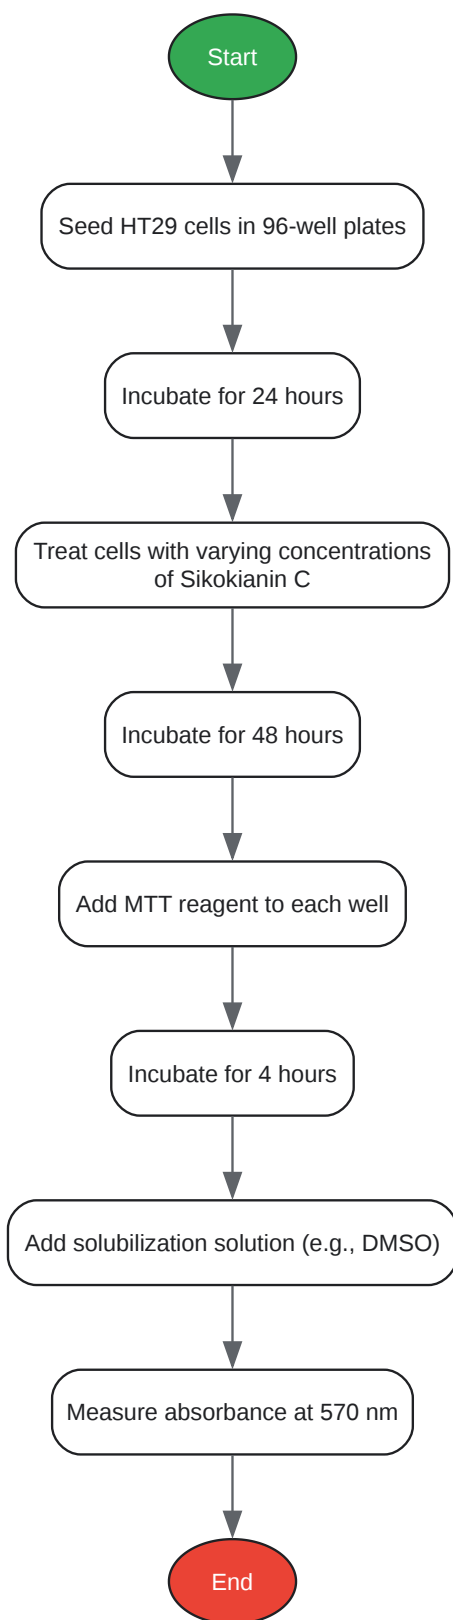 Start
Seed HT29 cells in 96-well plates
Incubate for 24 hours
Treat cells with varying concentrations
of Sikokianin C
Incubate for 48 hours
Add MTT reagent to each well
Incubate for 4 hours
Add solubilization solution (e.g., DMSO)
Measure absorbance at 570 nm
End